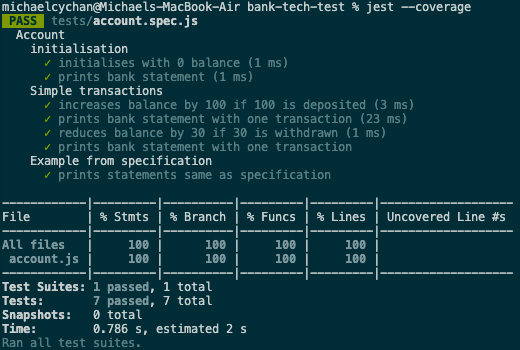 michaelcychan@Michaels-MacBook-Air bank-tech-test % jest --coverage
PASS tests/account.spec.js
  Account
    initialisation
      ✓ initialises with 0 balance (1 ms)
      ✓ prints bank statement (1 ms)
    Simple transactions
      ✓ increases balance by 100 if 100 is deposited (3 ms)
      ✓ prints bank statement with one transaction (23 ms)
      ✓ reduces balance by 30 if 30 is withdrawn (1 ms)
      ✓ prints bank statement with one transaction
    Example from specification
      ✓ prints statements same as specification
------------|---------|----------|---------|---------|-------------------
File        | % Stmts | % Branch | % Funcs | % Lines | Uncovered Line #s
------------|---------|----------|---------|---------|-------------------
All files   |     100 |      100 |     100 |     100 |
 account.js |     100 |      100 |     100 |     100 |
------------|---------|----------|---------|---------|-------------------
Test Suites: 1 passed, 1 total
Tests:       7 passed, 7 total
Snapshots:   0 total
Time:        0.786 s, estimated 2 s
Ran all test suites.